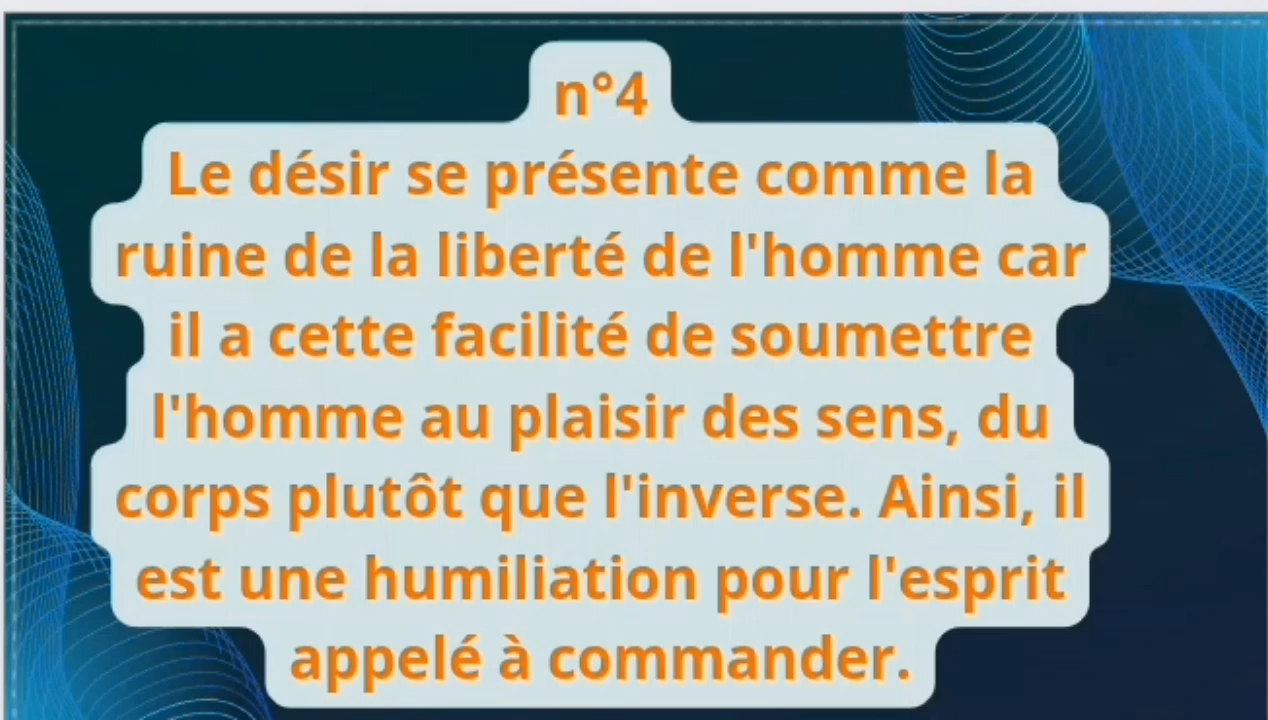 n°4
Le désir se présente comme la
ruine de la liberté de l'homme car
il a cette facilité de soumettre
l'homme au plaisir des sens, du
corps plutôt que l'inverse. Ainsi, il
est une humiliation pour l'esprit
appelé à commander.